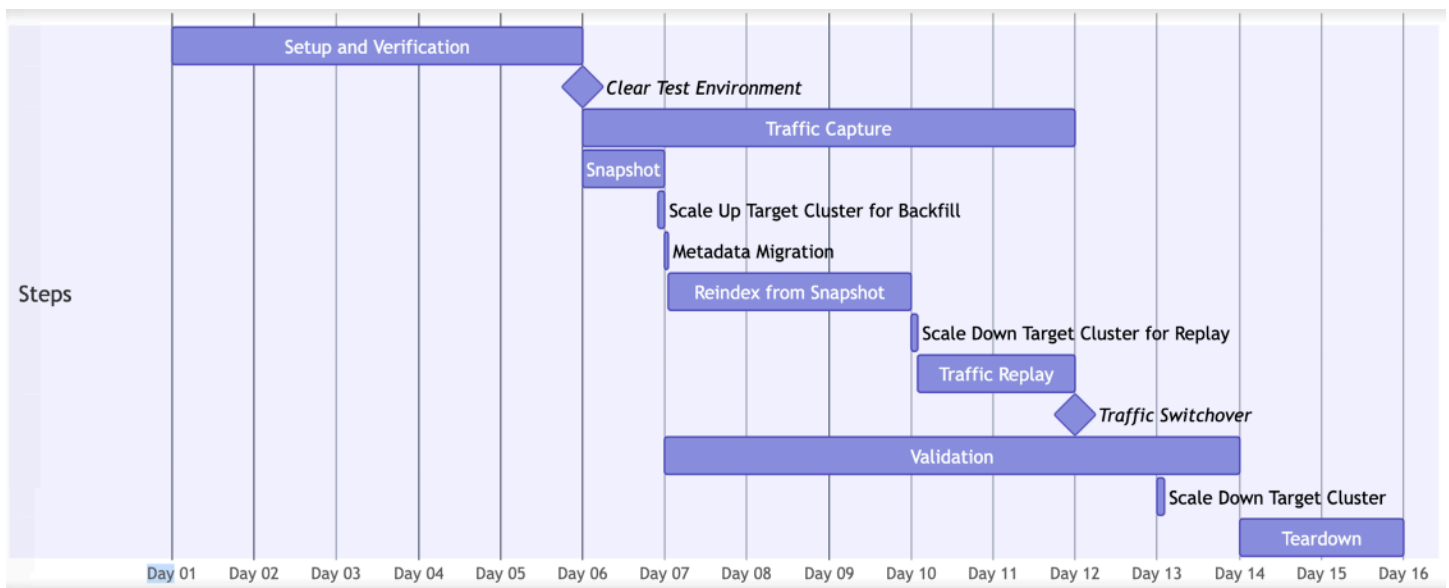 Setup and Verification
Clear Test Environment
Traffic Capture
Snapshot
Scale Up Target Cluster for Backfill
Metadata Migration
Steps
Reindex from Snapshot
Scale Down Target Cluster for Replay
Traffic Replay
Traffic Switchover
Validation
Scale Down Target Cluster
Teardown
Day 01 Day 02 Day 03 Day 04 Day 05 Day 06 Day 07 Day 08 Day 09 Day 10 Day 11 Day 12 Day 13 Day 14 Day 15 Day 16